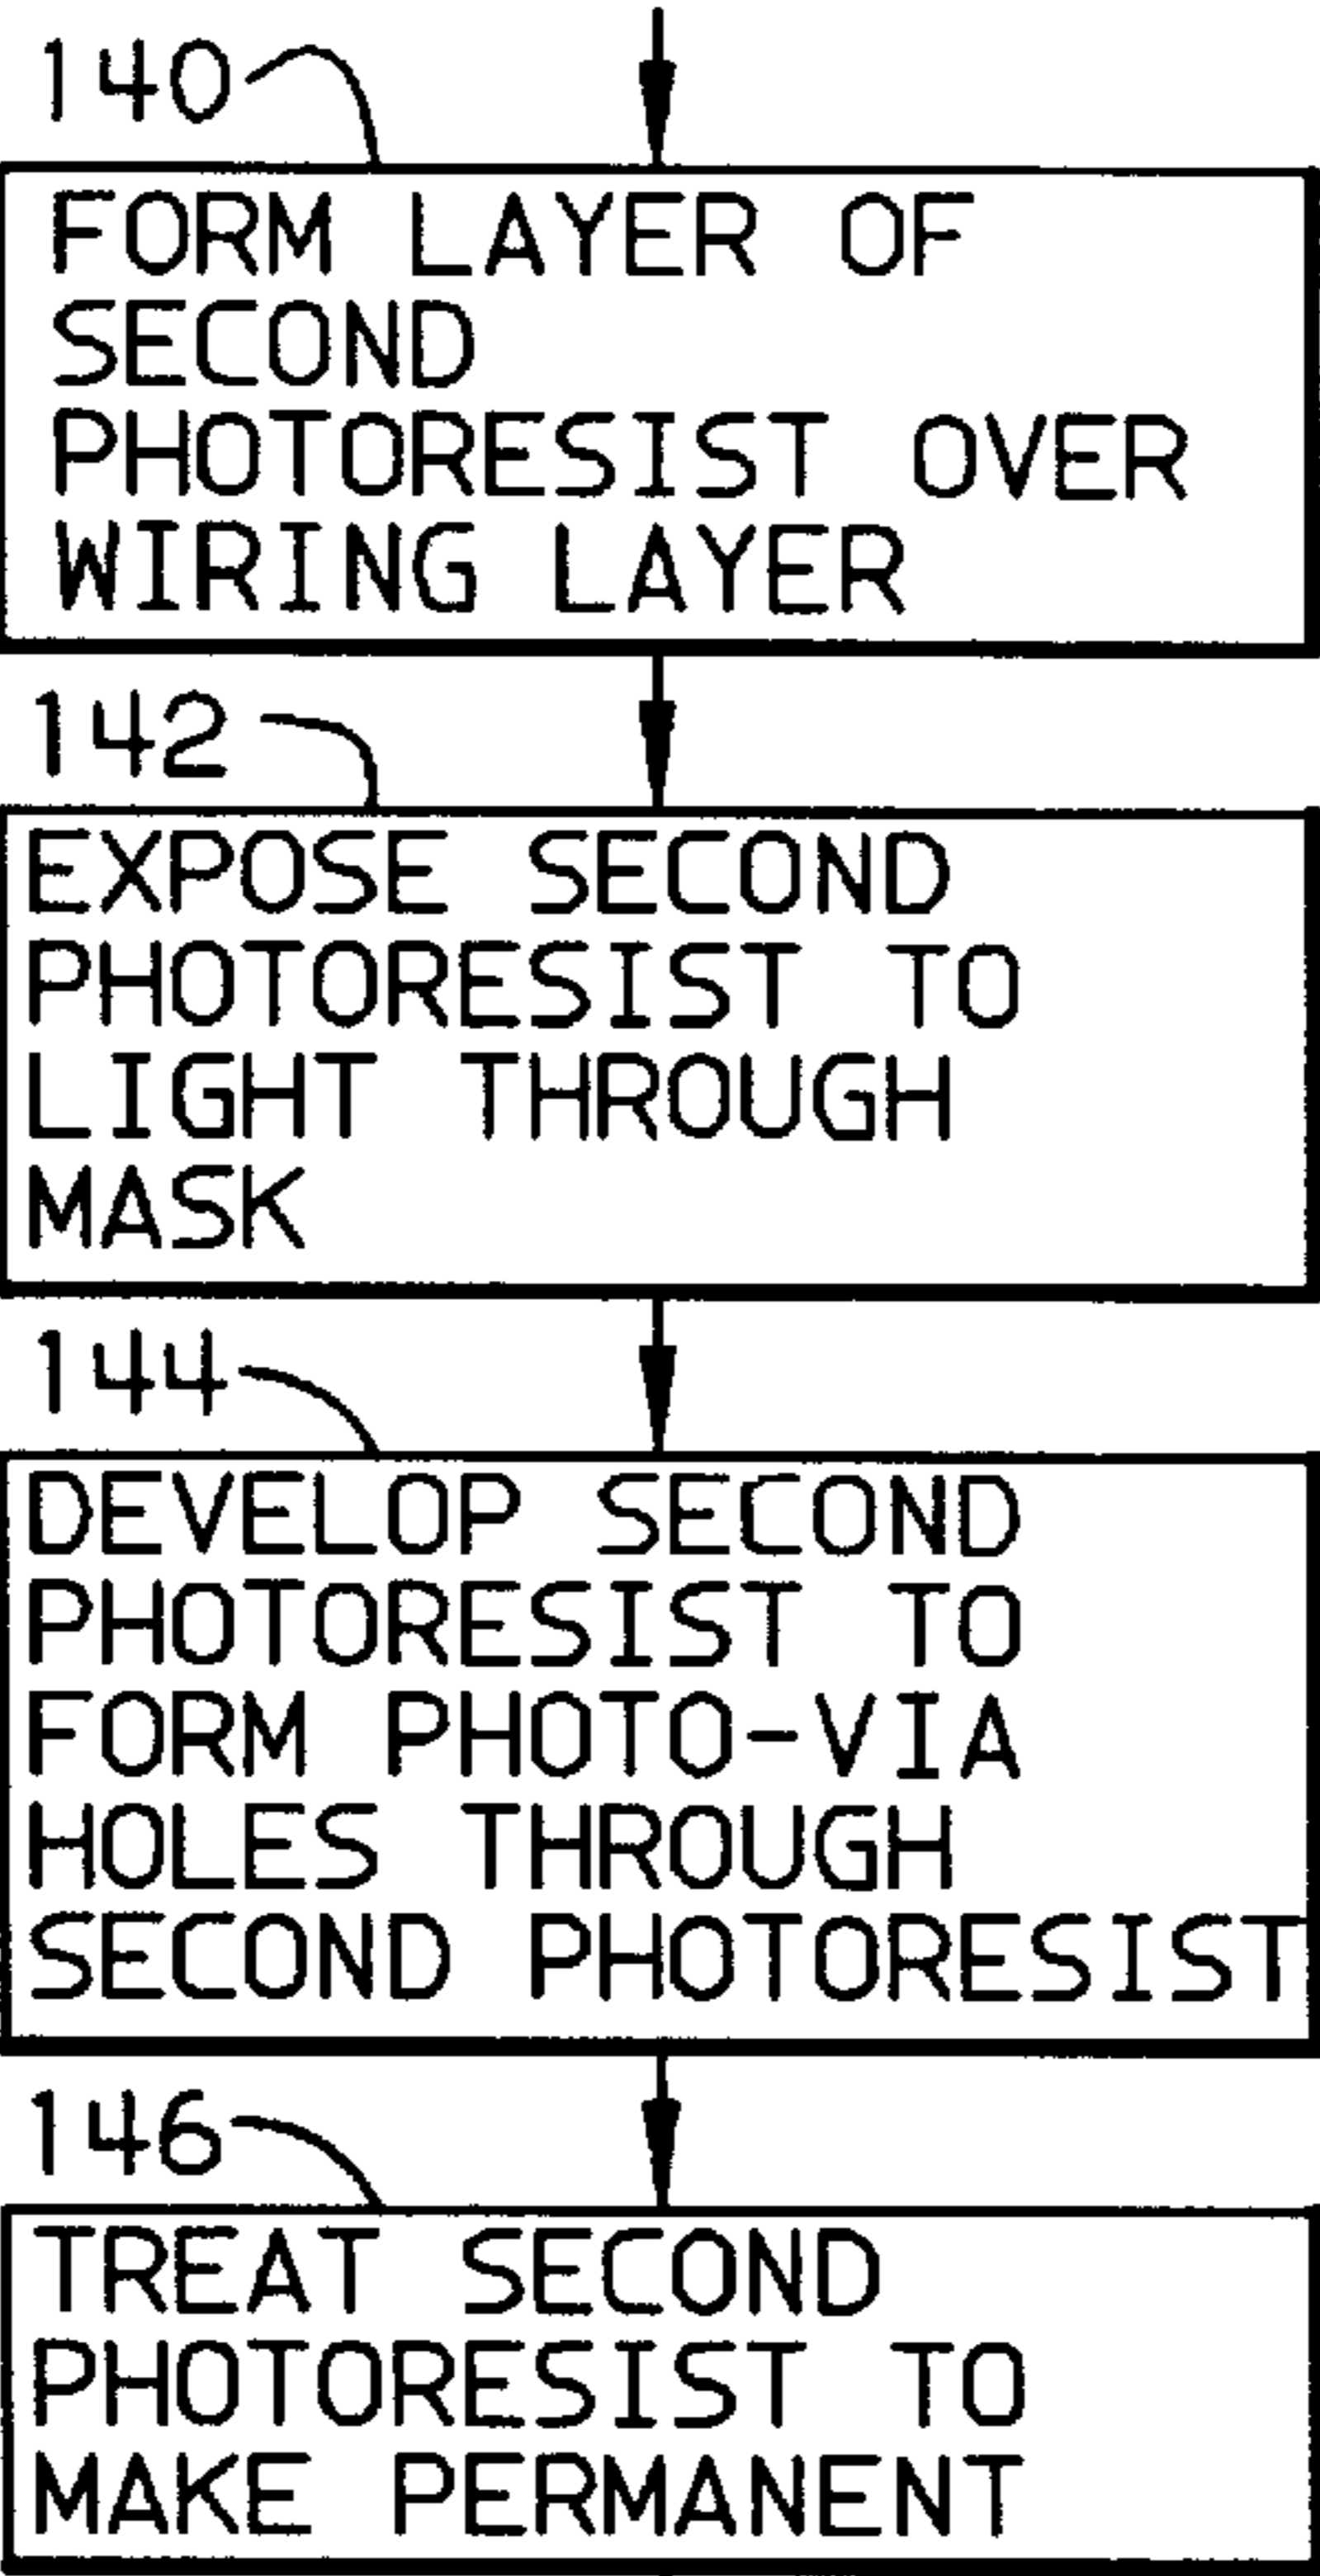 140
FORM LAYER OF
SECOND
PHOTORESIST OVER
WIRING LAYER
142
EXPOSE SECOND
PHOTORESIST TO
LIGHT THROUGH
MASK
144
DEVELOP SECOND
PHOTORESIST TO
FORM PHOTO-VIA
HOLES THROUGH
SECOND PHOTORESIST
146
TREAT SECOND
PHOTORESIST TO
MAKE PERMANENT